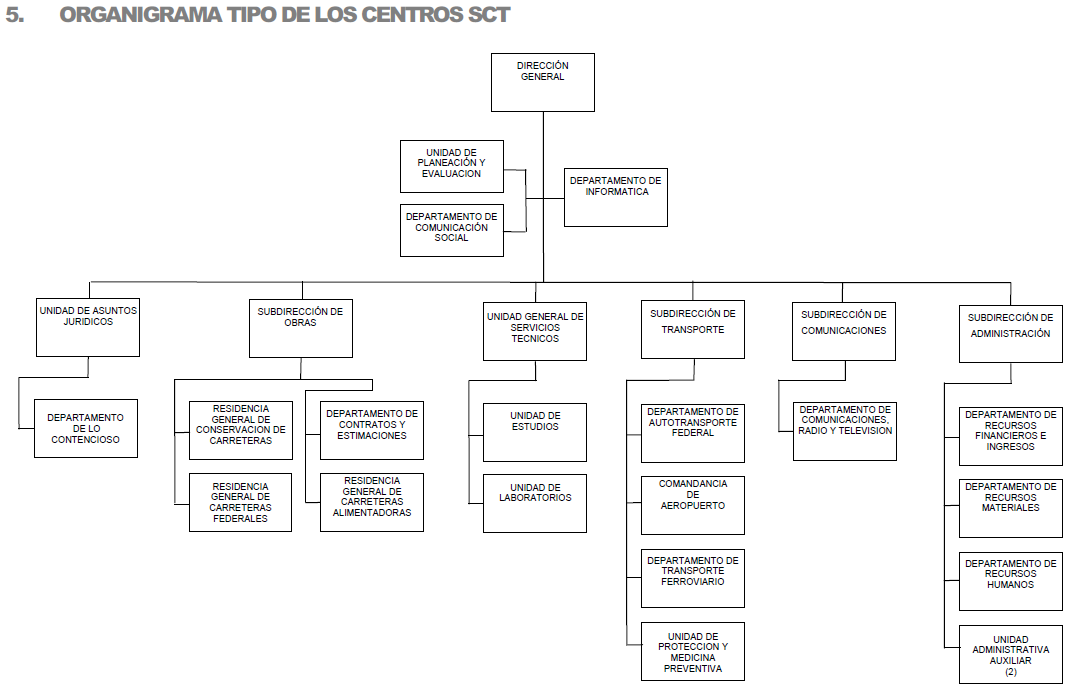 5. ORGANIGRAMA TIPO DE LOS CENTROS SCT
DIRECCIÓN
GENERAL
UNIDAD DE
PLANEACIÓN Y
EVALUACION
DEPARTAMENTO DE
INFORMATICA
DEPARTAMENTO DE
COMUNICACIÓN
SOCIAL
UNIDAD DE ASUNTOS
JURIDICOS
SUBDIRECCIÓN DE
OBRAS
UNIDAD GENERAL DE
SERVICIOS
TECNICOS
SUBDIRECCIÓN DE
TRANSPORTE
SUBDIRECCIÓN DE
COMUNICACIONES
SUBDIRECCIÓN DE
ADMINISTRACIÓN
DEPARTAMENTO
DE LO
CONTENCIOSO
RESIDENCIA
GENERAL DE
CONSERVACION DE
CARRETERAS
DEPARTAMENTO DE
CONTRATOS Y
ESTIMACIONES
RESIDENCIA
GENERAL DE
CARRETERAS
FEDERALES
RESIDENCIA
GENERAL DE
CARRETERAS
ALIMENTADORAS
UNIDAD DE
ESTUDIOS
UNIDAD DE
LABORATORIOS
DEPARTAMENTO DE
AUTOTRANSPORTE
FEDERAL
COMANDANCIA
DE
AEROPUERTO
DEPARTAMENTO DE
TRANSPORTE
FERROVIARIO
UNIDAD DE
PROTECCION Y
MEDICINA
PREVENTIVA
DEPARTAMENTO DE
COMUNICACIONES,
RADIO Y TELEVISION
DEPARTAMENTO DE
RECURSOS
FINANCIEROS E
INGRESOS
DEPARTAMENTO DE
RECURSOS
MATERIALES
DEPARTAMENTO DE
RECURSOS
HUMANOS
UNIDAD
ADMINISTRATIVA
AUXILIAR
(2)